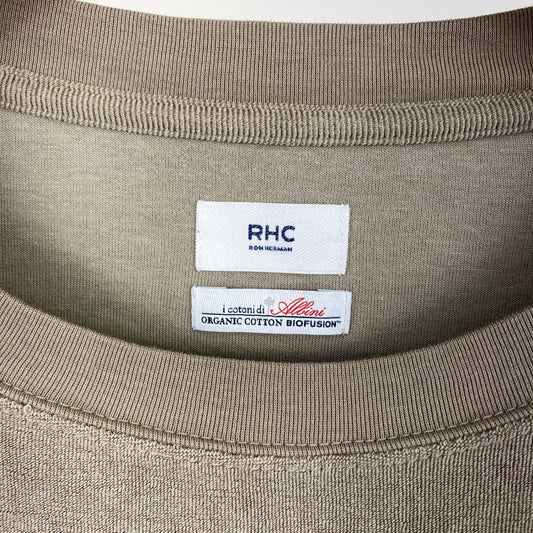 RHC
RON HERMAN
i cotoni di Albini
ORGANIC COTTON BIOFUSION™